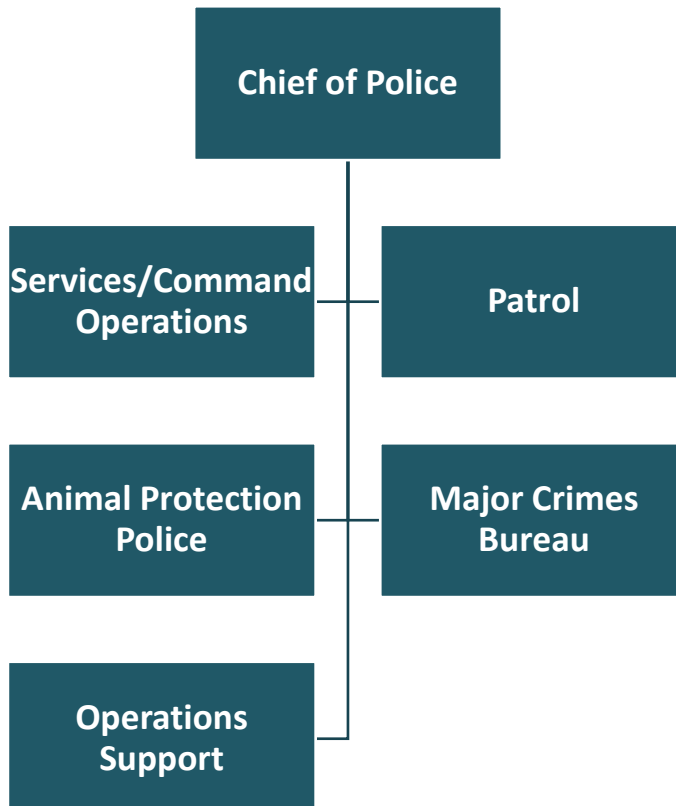 Chief of Police
Services/Command
Operations
Patrol
Animal Protection
Police
Major Crimes
Bureau
Operations
Support